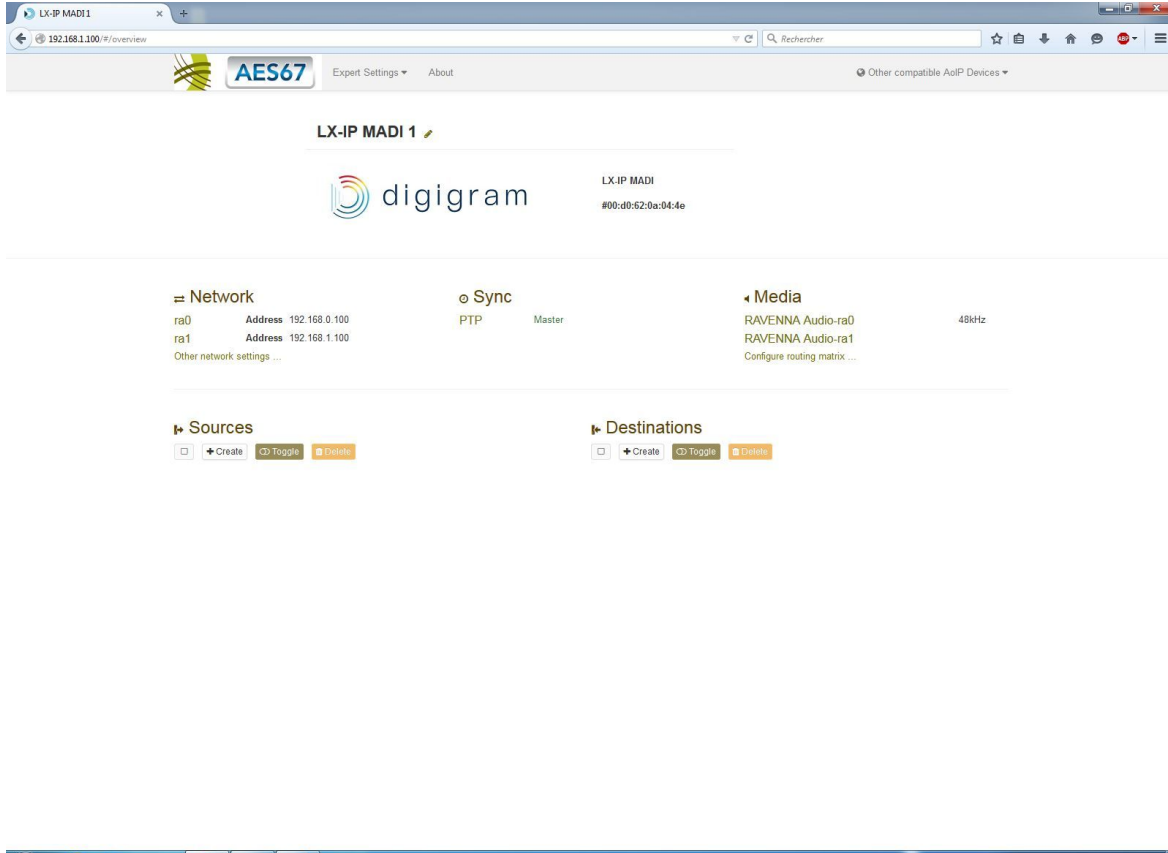 LX-IP MADI 1
192.168.1.100/#/overview Rechercher ABP
AES67 Expert Settings About Other compatible AoIP Devices
LX-IP MADI 1
digigram
LX-IP MADI
#00:d0:62:0a:04:4e
Network
ra0 Address 192.168.0.100
ra1 Address 192.168.1.100
Other network settings ...
Sync
PTP Master
Media
RAVENNA Audio-ra0 48kHz
RAVENNA Audio-ra1
Configure routing matrix ...
Sources
Create Toggle Delete
Destinations
Create Toggle Delete